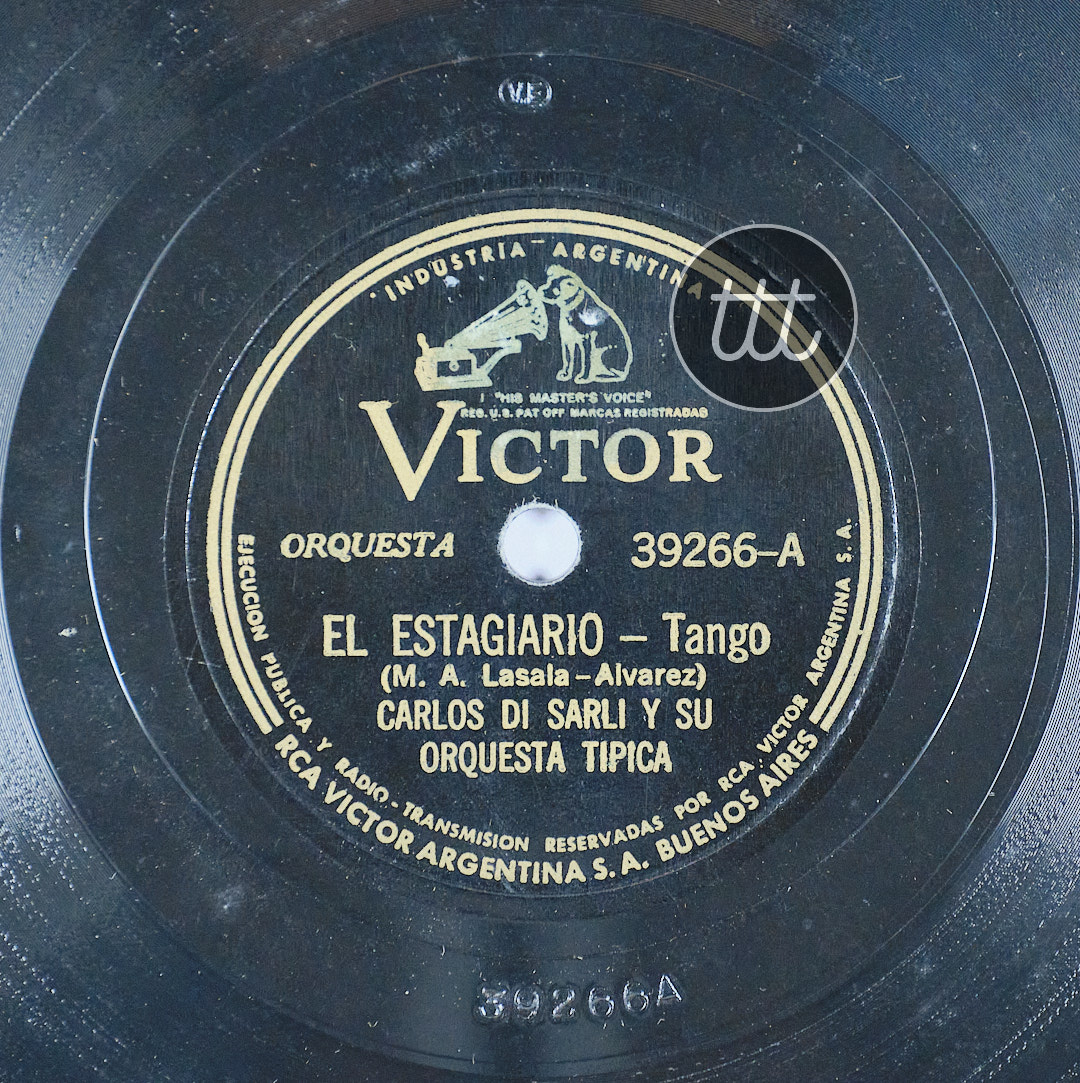 V.E
INDUSTRIA - ARGENTINA
ttt
"HIS MASTER'S VOICE"
REG. U.S. PAT OFF MARCAS REGISTRADAS
VICTOR
ORQUESTA
39266-A
EL ESTAGIARIO - Tango
(M. A. Lasala-Alvarez)
CARLOS DI SARLI Y SU
ORQUESTA TIPICA
EJECUCION PUBLICA Y RADIO-TRANSMISION RESERVADAS POR RCA VICTOR ARGENTINA S. A.
RCA VICTOR ARGENTINA S. A. BUENOS AIRES
39266A